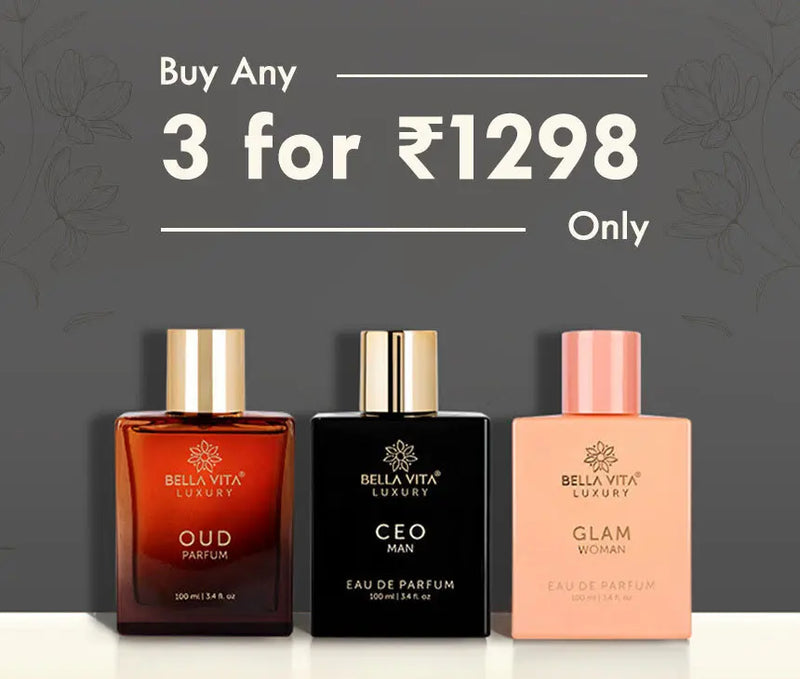 Buy Any
3 for ₹1298
Only
BELLA VITA®
LUXURY
OUD
PARFUM
100 ml | 3.4 fl. oz
BELLA VITA®
LUXURY
CEO
MAN
EAU DE PARFUM
100 ml | 3.4 fl. oz
BELLA VITA®
LUXURY
GLAM
WOMAN
EAU DE PARFUM
100 ml | 3.4 fl. oz